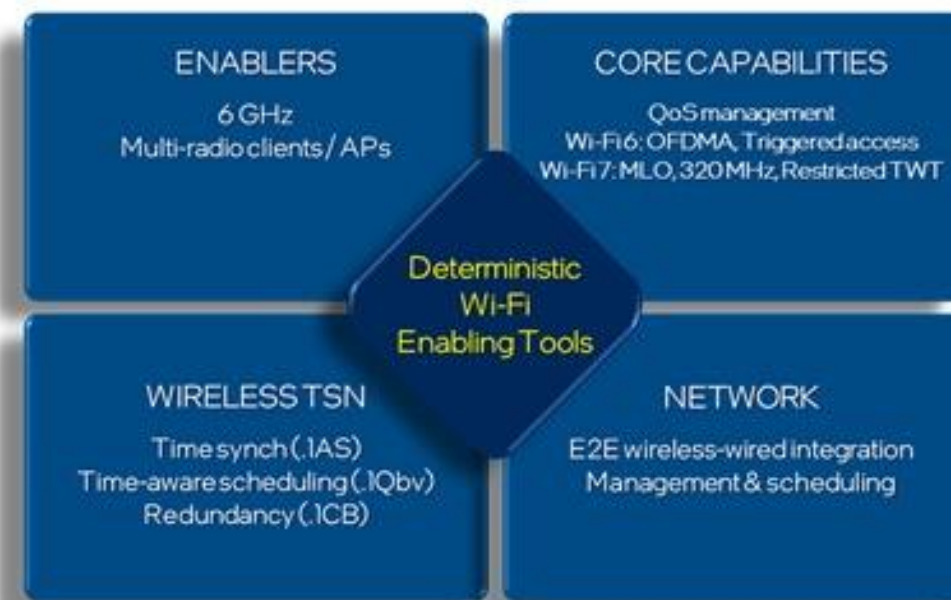 ENABLERS
6 GHz
Multi-radio clients / APs
CORE CAPABILITIES
QoS management
Wi-Fi 6: OFDMA, Triggered access
Wi-Fi 7: MLO, 320 MHz, Restricted TWT
Deterministic
Wi-Fi
Enabling Tools
WIRELESS TSN
Time synch (.1AS)
Time-aware scheduling (.1Qbv)
Redundancy (.1CB)
NETWORK
E2E wireless-wired integration
Management & scheduling